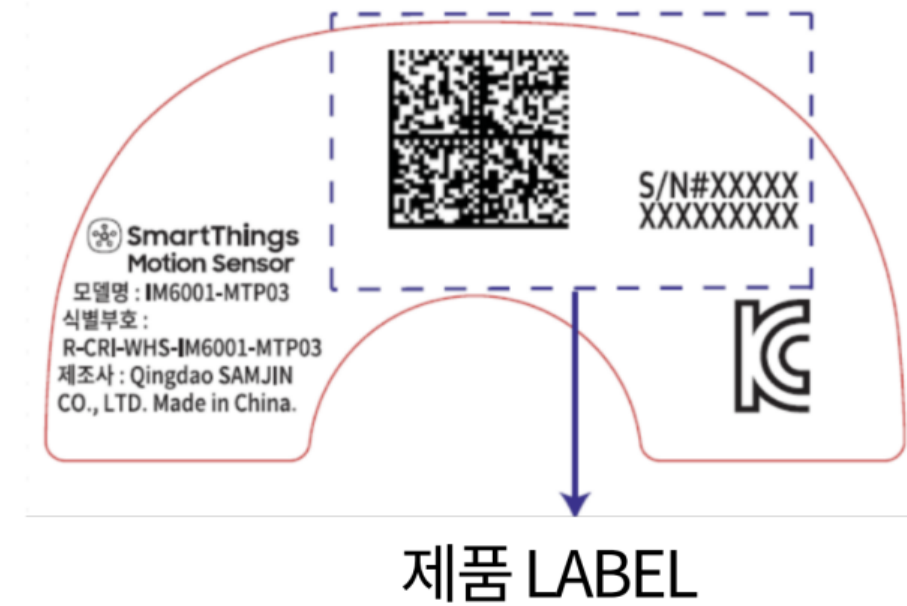 SmartThings
Motion Sensor
모델명 : IM6001-MTP03
식별부호 :
R-CRI-WHS-IM6001-MTP03
제조사 : Qingdao SAMJIN
CO., LTD. Made in China.
S/N#XXXXX
XXXXXXXXX
제품 LABEL